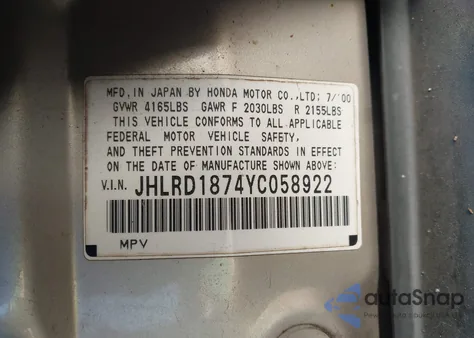 MFD, IN JAPAN BY HONDA MOTOR CO.,LTD; 7/'00
GVWR 4165LBS GAWR F 2030LBS R 2155LBS
THIS VEHICLE CONFORMS TO ALL APPLICABLE
FEDERAL MOTOR VEHICLE SAFETY,
AND THEFT PREVENTION STANDARDS IN EFFECT
ON THE DATE OF MANUFACTURE SHOWN ABOVE:
V.I.N. JHLRD1874YC058922
MPV
autoSnap